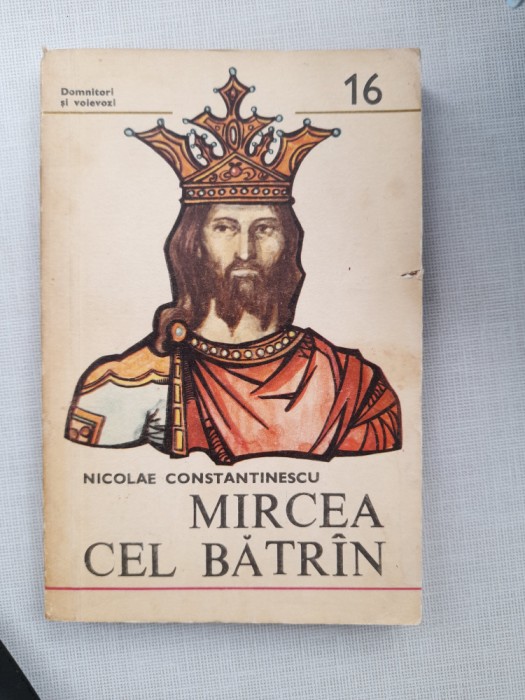 Domnitori
și voievozi
16
NICOLAE CONSTANTINESCU
MIRCEA
CEL BĂTRÎN